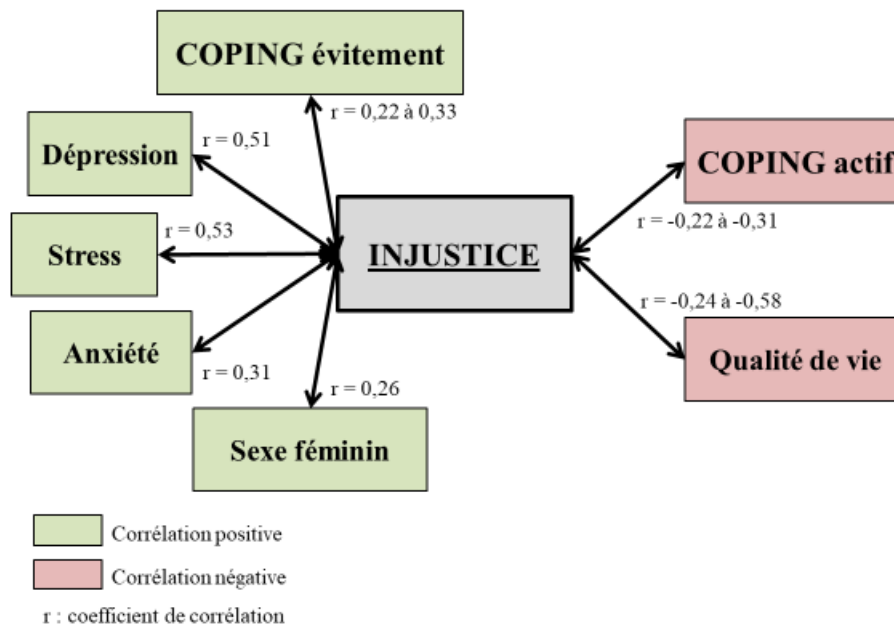 COPING évitement
r = 0,22 à 0,33
Dépression
r = 0,51
COPING actif
r = -0,22 à -0,31
Stress
r = 0,53
INJUSTICE
r = -0,24 à -0,58
Anxiété
r = 0,31
Qualité de vie
r = 0,26
Sexe féminin
Corrélation positive
Corrélation négative
r : coefficient de corrélation